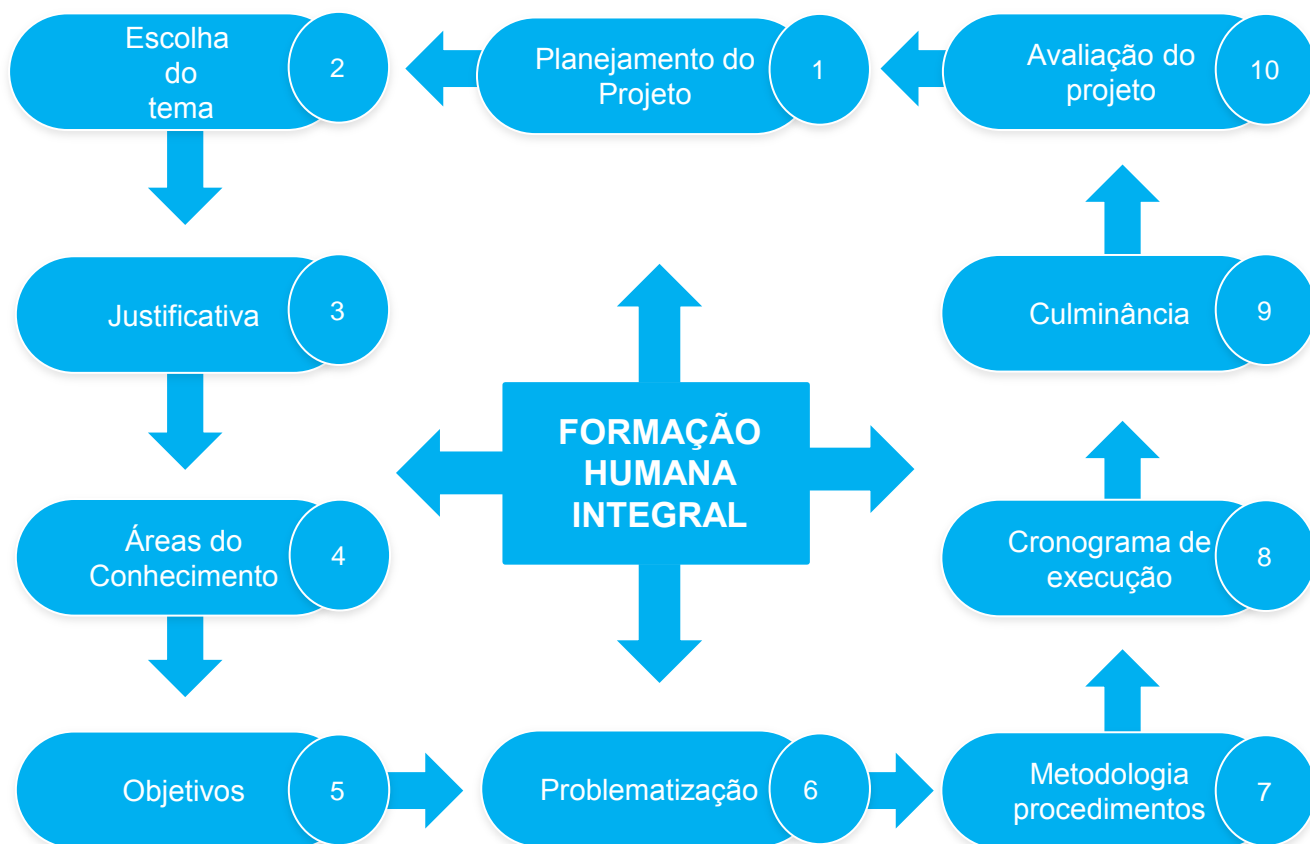 Escolha
do
tema
2
Planejamento do
Projeto
1
Avaliação do
projeto
10
Justificativa
3
Culminância
9
FORMAÇÃO
HUMANA
INTEGRAL
Áreas do
Conhecimento
4
Cronograma de
execução
8
Objetivos
5
Problematização
6
Metodologia
procedimentos
7